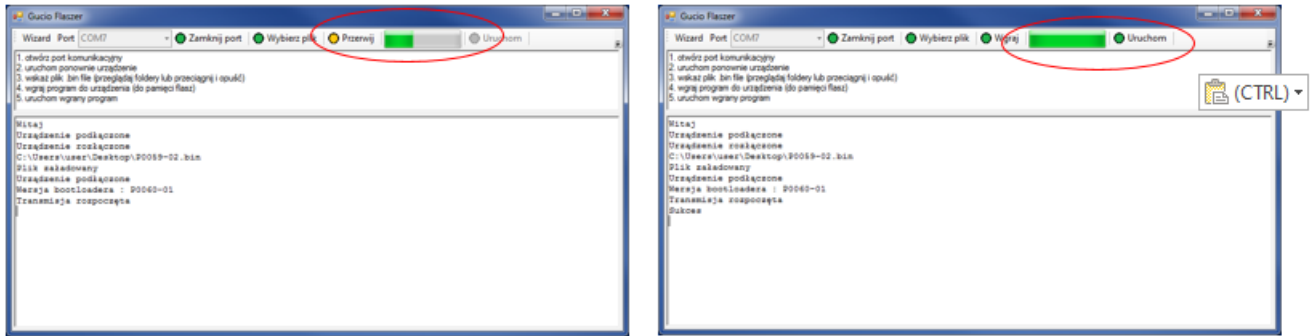 Gucio Flaszer
Wizard Port COM7 Zamknij port Wybierz plik Przerwij Uruchom
1. otwórz port komunikacyjny
2. uruchom ponownie urządzenie
3. wskaż plik .bin file (przeglądaj foldery lub przeciągnij i opuść)
4. wgraj program do urządzenia (do pamięci flasz)
5. uruchom wgrany program
Witaj
Urządzenie podłączone
Urządzenie rozłączone
C:\Users\user\Desktop\P0059-02.bin
Plik załadowany
Urządzenie podłączone
Wersja bootloadera : P0060-01
Transmisja rozpoczęta
Gucio Flaszer
Wizard Port COM7 Zamknij port Wybierz plik Wgraj Uruchom
1. otwórz port komunikacyjny
2. uruchom ponownie urządzenie
3. wskaż plik .bin file (przeglądaj foldery lub przeciągnij i opuść)
4. wgraj program do urządzenia (do pamięci flasz)
5. uruchom wgrany program
Witaj
Urządzenie podłączone
Urządzenie rozłączone
C:\Users\user\Desktop\P0059-02.bin
Plik załadowany
Urządzenie podłączone
Wersja bootloadera : P0060-01
Transmisja rozpoczęta
Sukces
(CTRL)